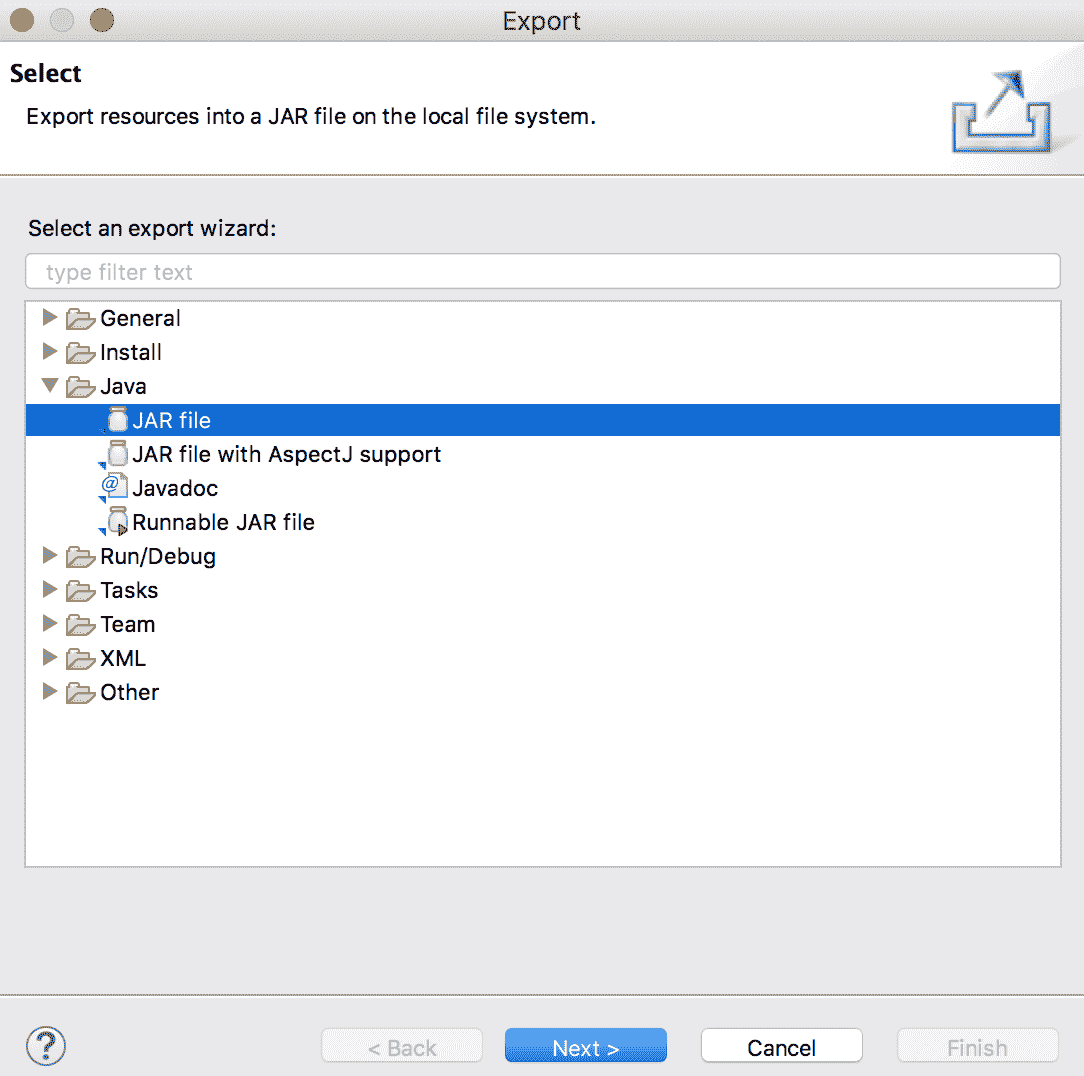 Export
Select
Export resources into a JAR file on the local file system.
Select an export wizard:
type filter text
General
Install
Java
JAR file
JAR file with AspectJ support
@ Javadoc
Runnable JAR file
Run/Debug
Tasks
Team
XML
Other
? < Back Next > Cancel Finish